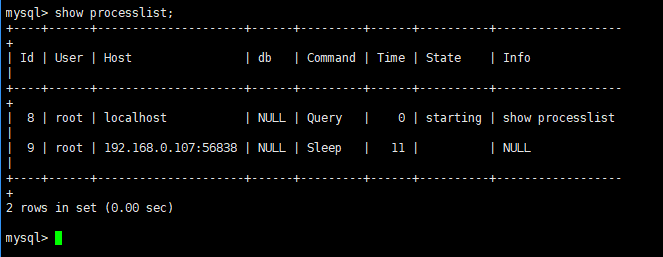 mysql> show processlist;
+----+------+---------------------+------+---------+------+----------+------------------
+
| Id | User | Host                | db   | Command | Time | State    | Info
|
+----+------+---------------------+------+---------+------+----------+------------------
+
|  8 | root | localhost           | NULL | Query   |    0 | starting | show processlist
|
|  9 | root | 192.168.0.107:56838 | NULL | Sleep   |   11 |          | NULL
|
+----+------+---------------------+------+---------+------+----------+------------------
+
2 rows in set (0.00 sec)
mysql>